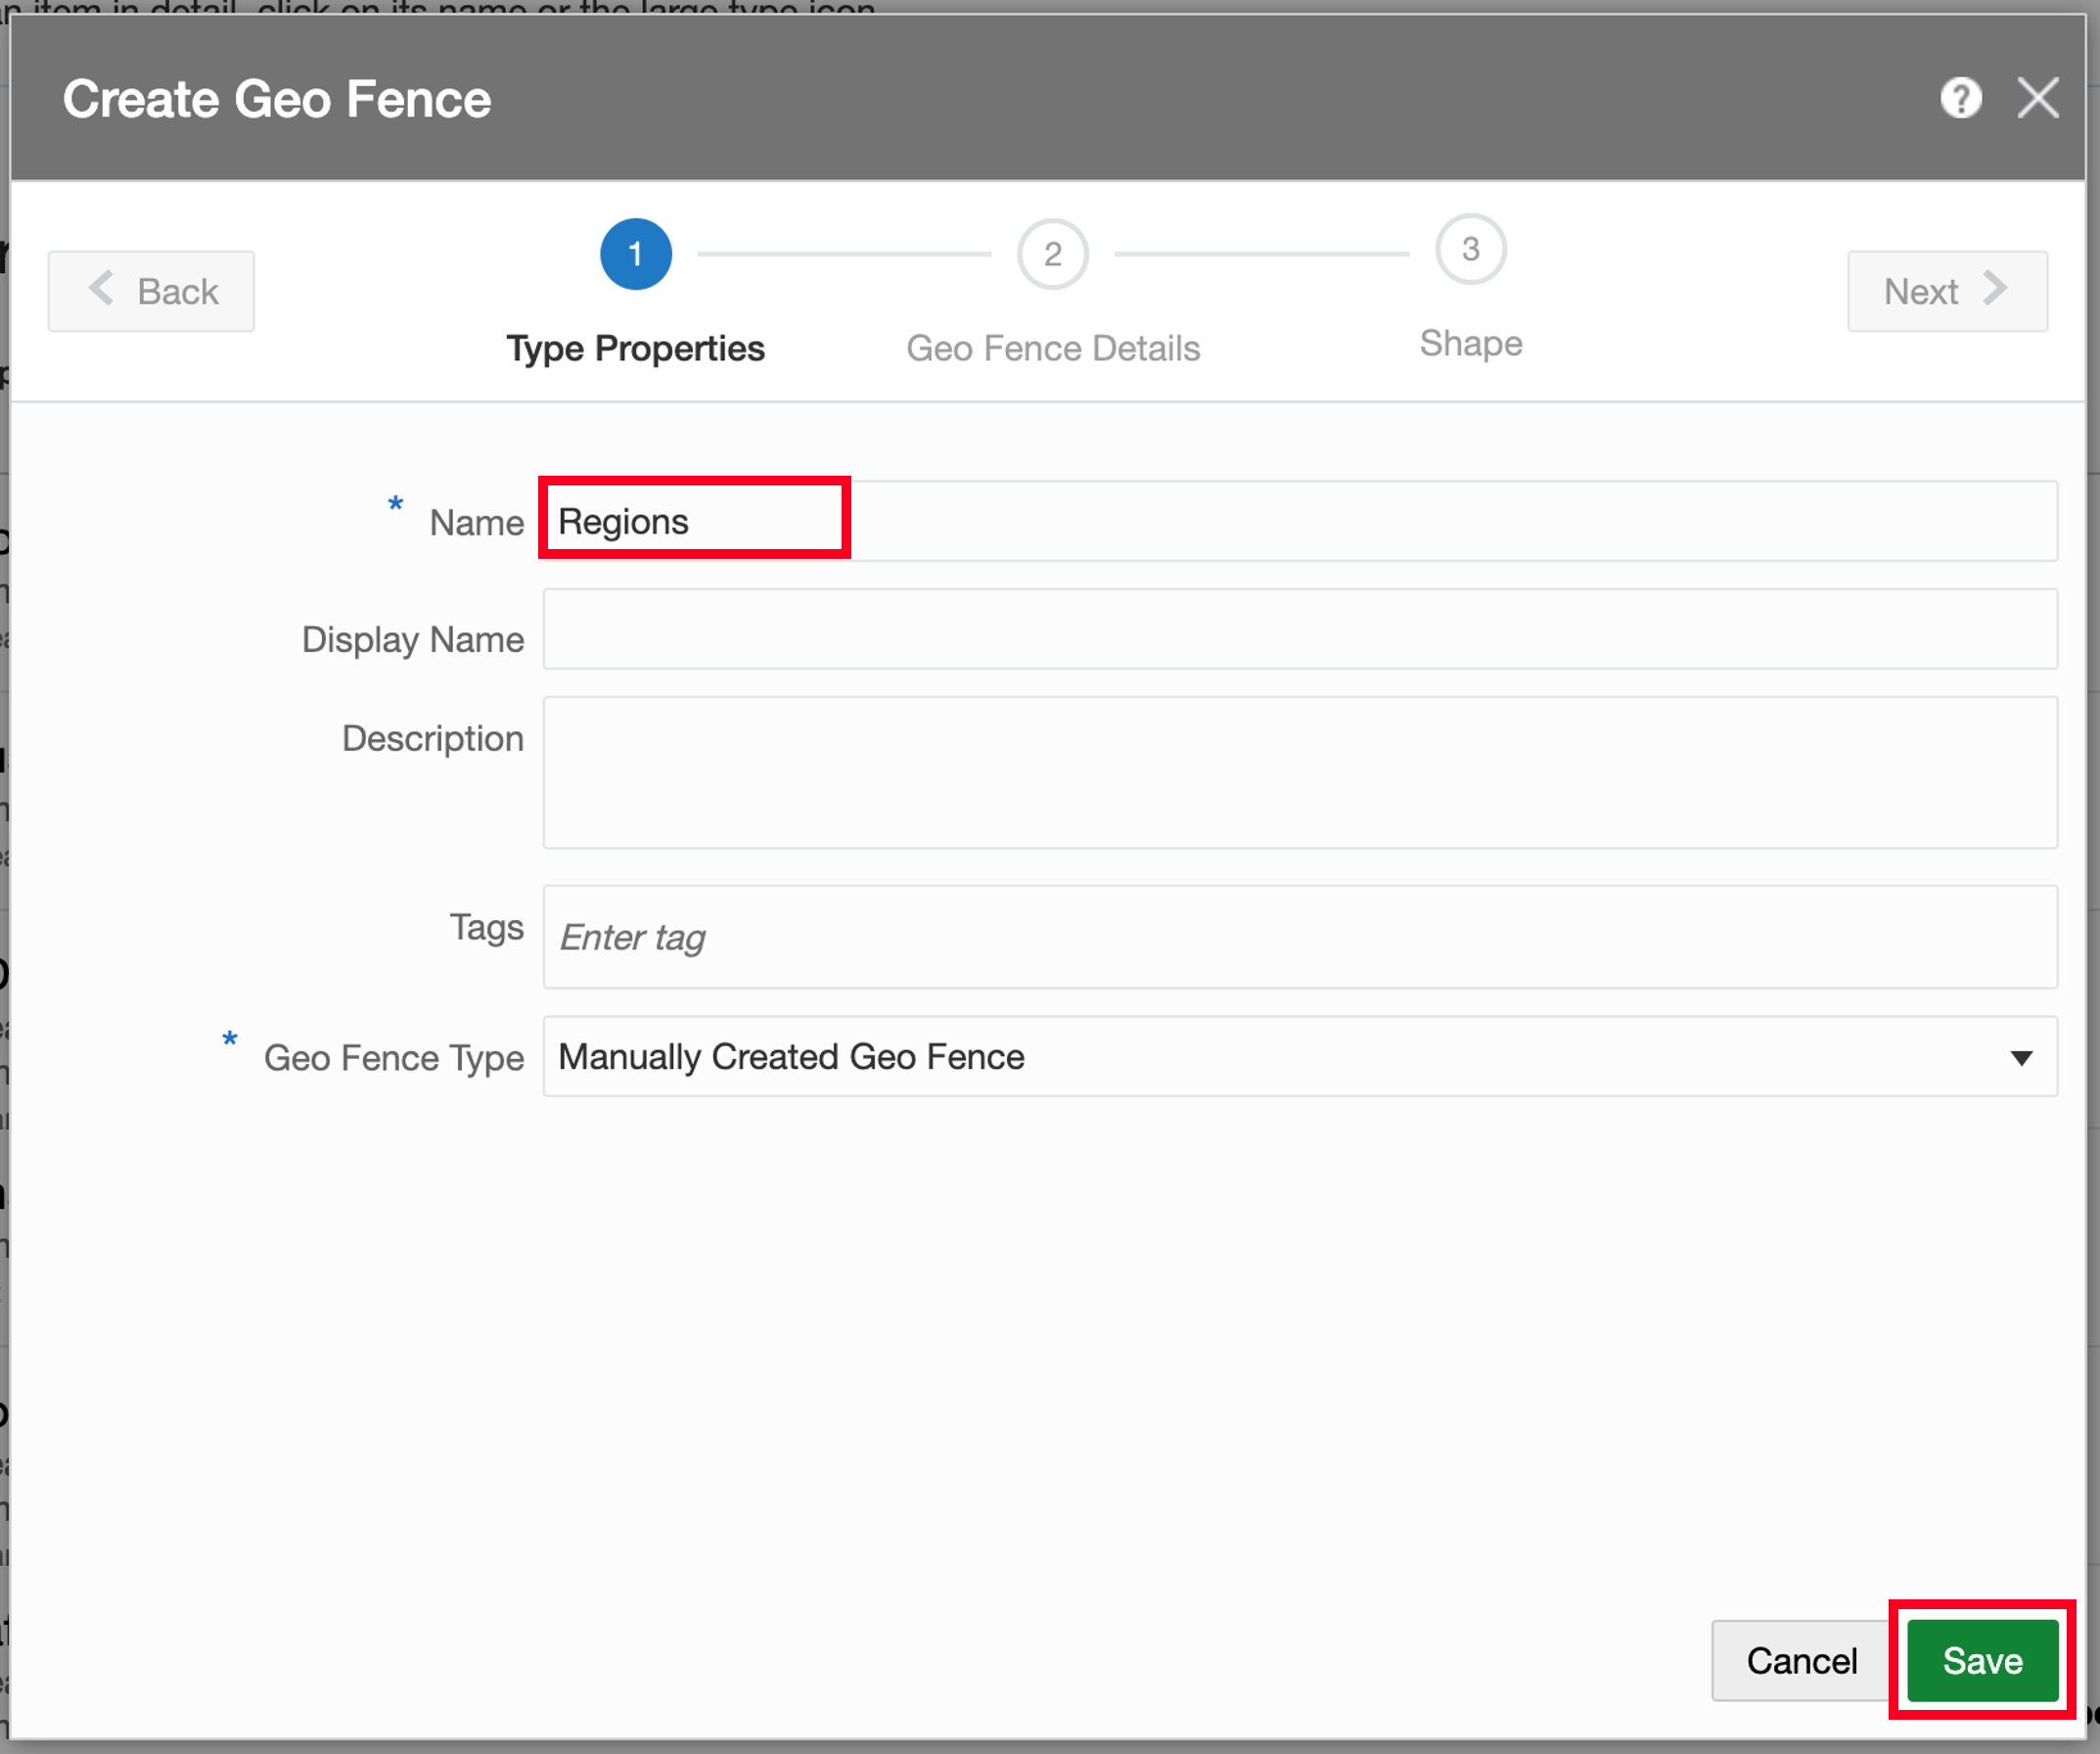 an item in detail, click on its name or the large type icon
Create Geo Fence
?
Back
1
2
3
Next
Type Properties
Geo Fence Details
Shape
* Name
Regions
Display Name
Description
Tags
Enter tag
* Geo Fence Type
Manually Created Geo Fence
Cancel
Save